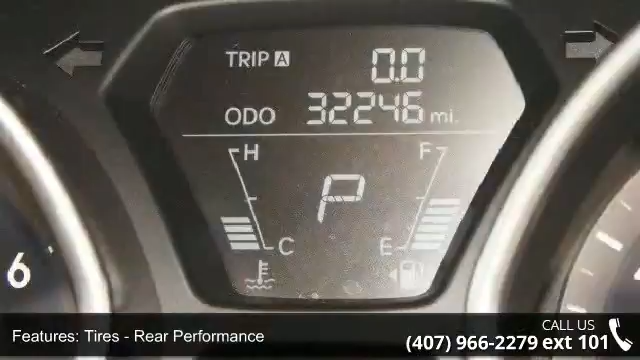 TRIP A 0.0
ODO 32246 mi.
H F
P
C E
6
Features: Tires - Rear Performance
CALL US
(407) 966-2279 ext 101